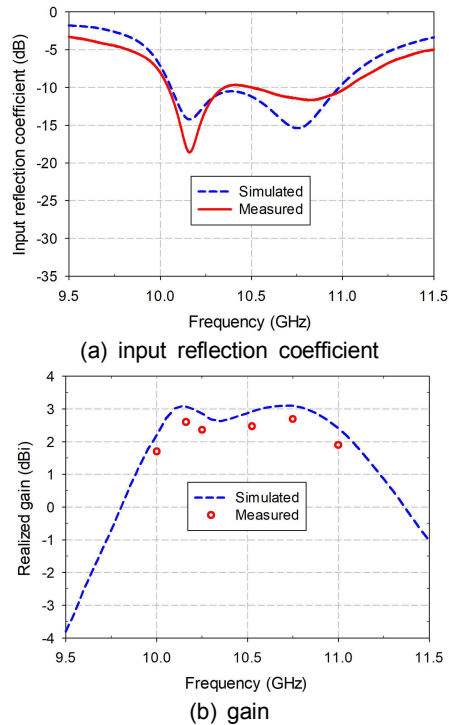 0
-5
-10
-15
-20
-25
-30
-35
Input reflection coefficient (dB)
Simulated
Measured
9.5 10.0 10.5 11.0 11.5
Frequency (GHz)
(a) input reflection coefficient
4
3
2
1
0
-1
-2
-3
-4
Realized gain (dBi)
Simulated
Measured
9.5 10.0 10.5 11.0 11.5
Frequency (GHz)
(b) gain